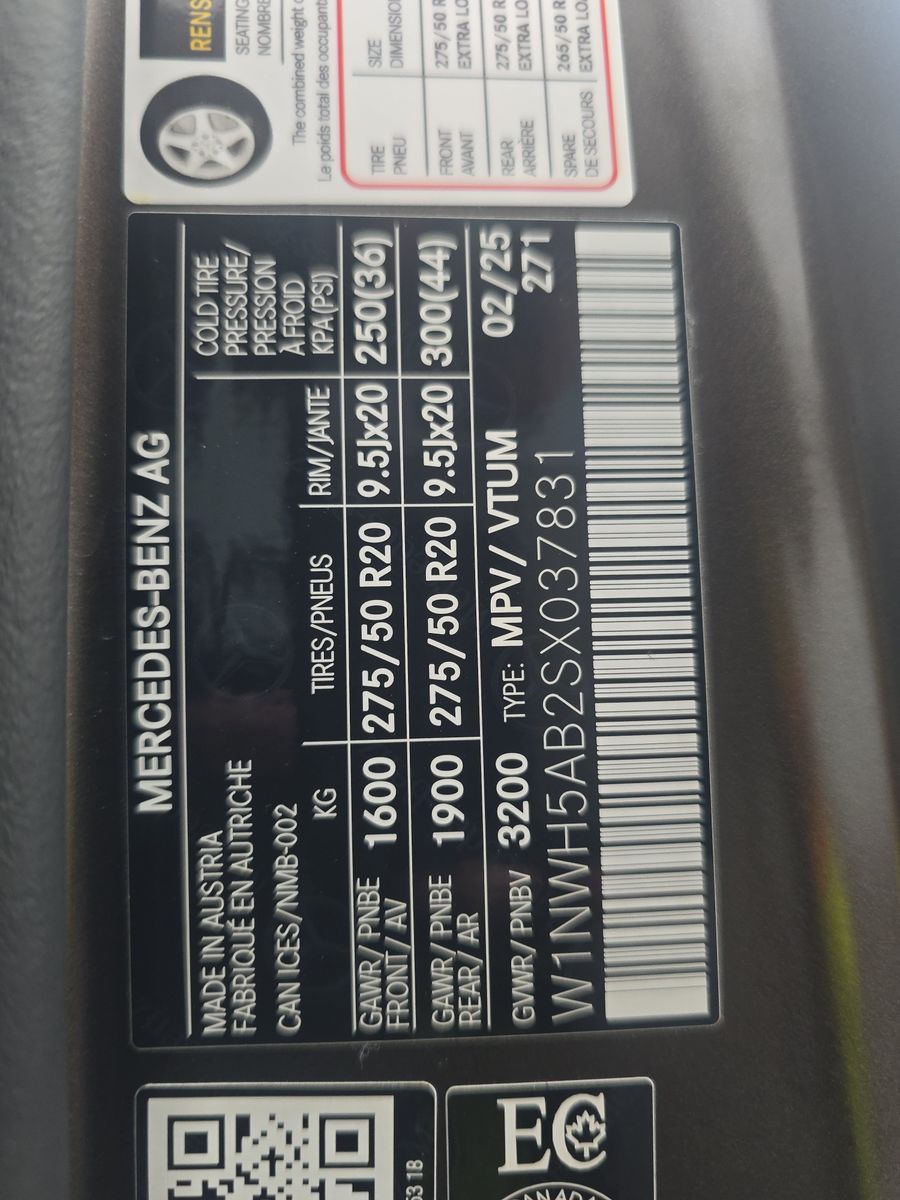 MERCEDES-BENZ AG
MADE IN AUSTRIA
FABRIQUÉ EN AUTRICHE
CAN ICES/NMB-002
COLD TIRE
PRESSURE/
PRESSION
À FROID
KG TIRES/PNEUS RIM/JANTE KPA(PSI)
GAWR/PNBE
FRONT/AV 1600 275/50 R20 9.5Jx20 250(36)
GAWR/PNBE
REAR/AR 1900 275/50 R20 9.5Jx20 300(44)
GVWR/PNBV 3200 TYPE: MPV/VTUM 02/25
271
W1NWH5AB2SX037831
RENS
SEATING
NOMBRE
The combined weight
Le poids total des occupant
TIRE SIZE
PNEU DIMENSIO
FRONT 275/50 R
AVANT EXTRA LO
REAR 275/50 R
ARRIÈRE EXTRA LO
SPARE 265/50 R
DE SECOURS EXTRA LO
53 18
EC